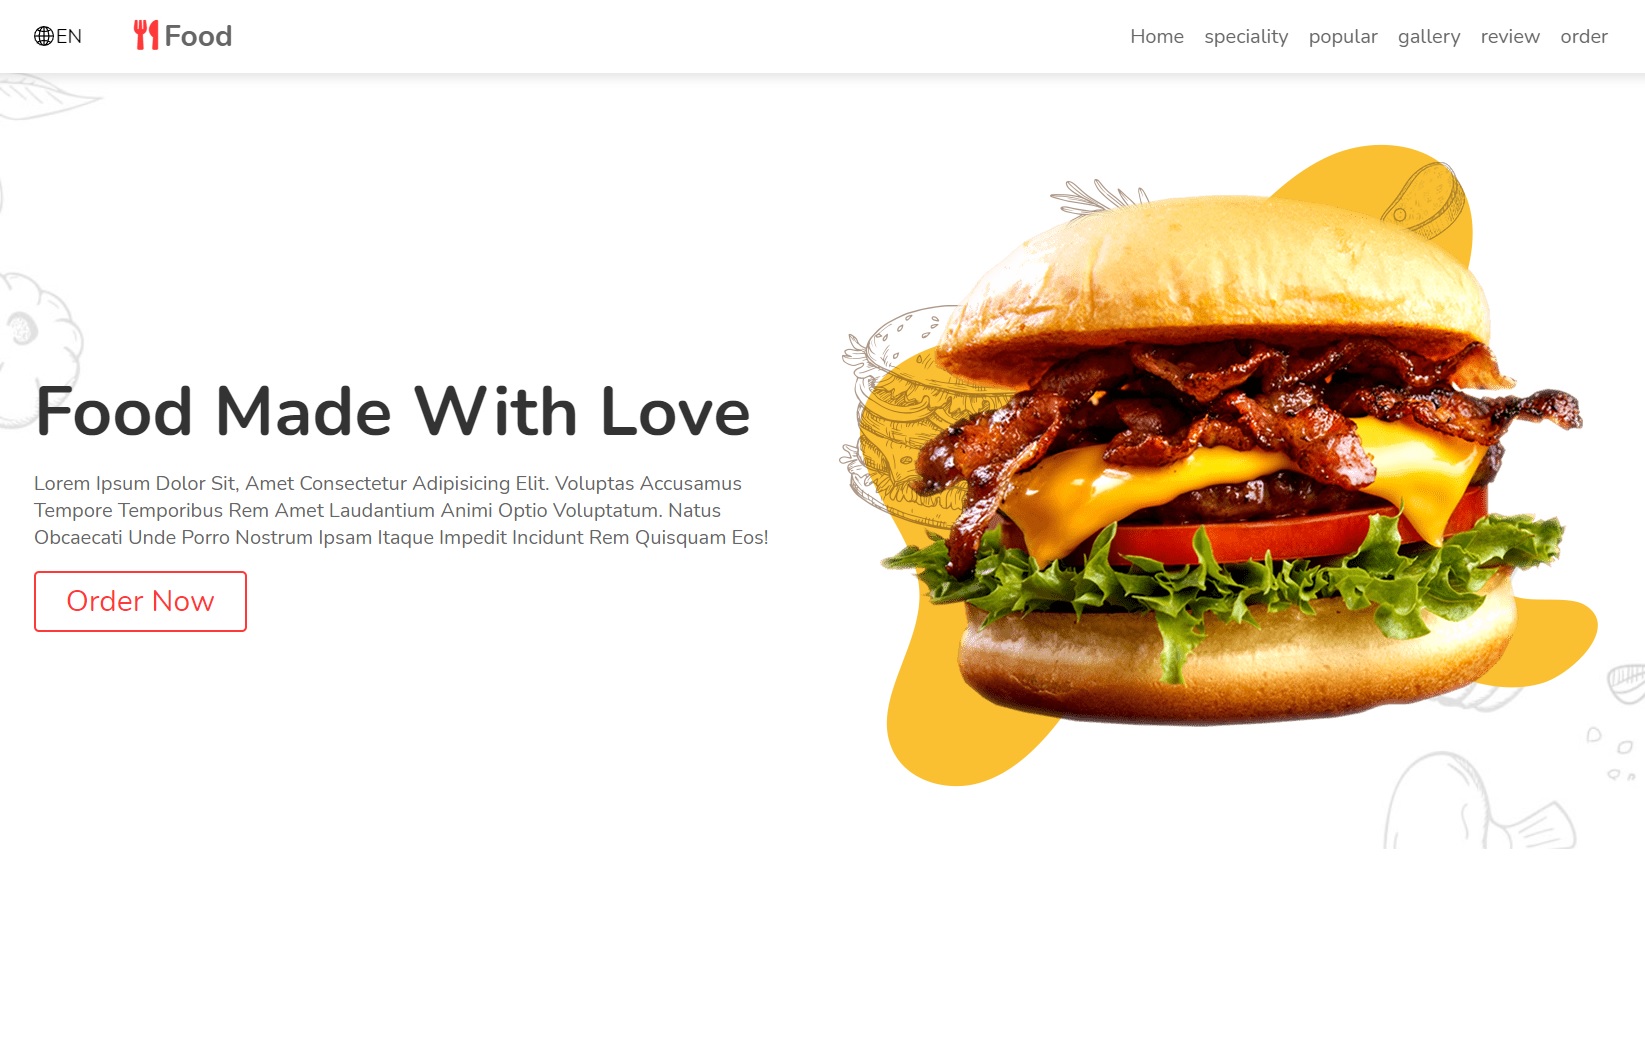 EN
Food
Home speciality popular gallery review order
Food Made With Love
Lorem Ipsum Dolor Sit, Amet Consectetur Adipisicing Elit. Voluptas Accusamus
Tempore Temporibus Rem Amet Laudantium Animi Optio Voluptatum. Natus
Obcaecati Unde Porro Nostrum Ipsam Itaque Impedit Incidunt Rem Quisquam Eos!
Order Now